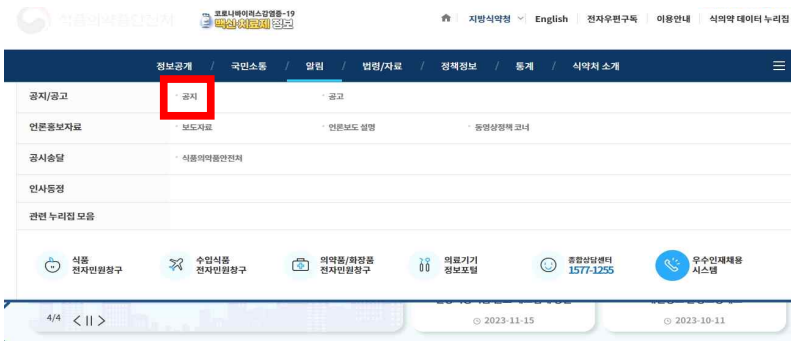 식품의약품안전처
코로나바이러스감염증-19
백신·치료제 정보
지방식약청
English
전자우편구독
이용안내
식의약 데이터 누리집
정보공개 / 국민소통 / 알림 / 법령/자료 / 정책정보 / 통계 / 식약처 소개
공지/공고
· 공지
· 공고
언론홍보자료
· 보도자료
· 언론보도 설명
· 동영상정책 코너
공시송달
· 식품의약품안전처
인사동정
관련 누리집 모음
식품
전자민원창구
수입식품
전자민원창구
의약품/화장품
전자민원창구
의료기기
정보포털
종합상담센터
1577-1255
우수인재채용
시스템
4/4
2023-11-15
2023-10-11